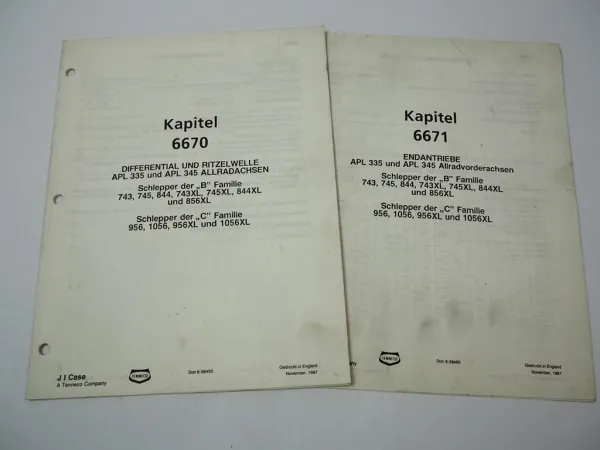 Kapitel
6670
DIFFERENTIAL UND RITZELWELLE
APL 335 und APL 345 ALLRADACHSEN
Schlepper der „B" Familie
743, 745, 844, 743XL, 745XL, 844XL
und 856XL
Schlepper der „C" Familie
956, 1056, 956XL und 1056XL
J I Case
A Tenneco Company
TENNECO
Gedruckt in England
November, 1987
Kapitel
6671
ENDANTRIEBE
APL 335 und APL 345 Allradvorderachsen
Schlepper der „B" Familie
743, 745, 844, 743XL, 745XL, 844XL
und 856XL
Schlepper der „C" Familie
956, 1056, 956XL und 1056XL
TENNECO
Gedruckt in England
November, 1987